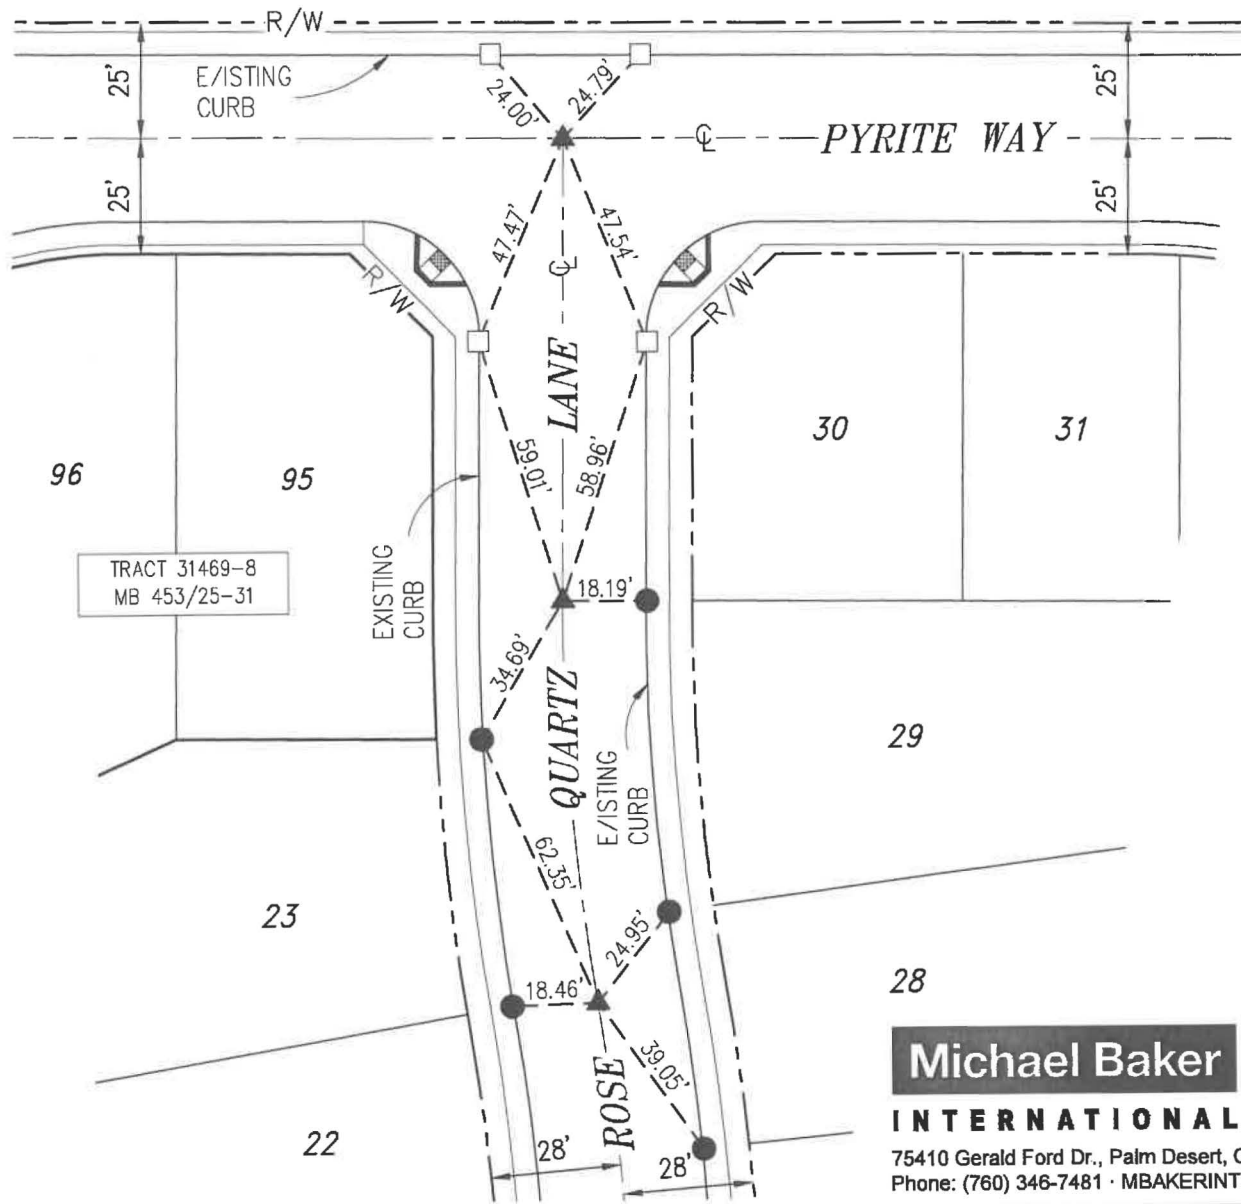 R/W
25'
E/ISTING
CURB
24.00'
24.79'
25'
℄
PYRITE WAY
25'
25'
47.47'
47.54'
℄
R/W
R/W
LANE
96
95
30
31
59.01'
58.96'
EXISTING
CURB
TRACT 31469-8
MB 453/25-31
18.19'
34.69'
QUARTZ
E/ISTING
CURB
29
62.35'
23
24.95'
18.46'
28
39.05'
ROSE
22
28'
28'
Michael Baker
INTERNATIONAL
75410 Gerald Ford Dr., Palm Desert, C
Phone: (760) 346-7481 · MBAKERINT